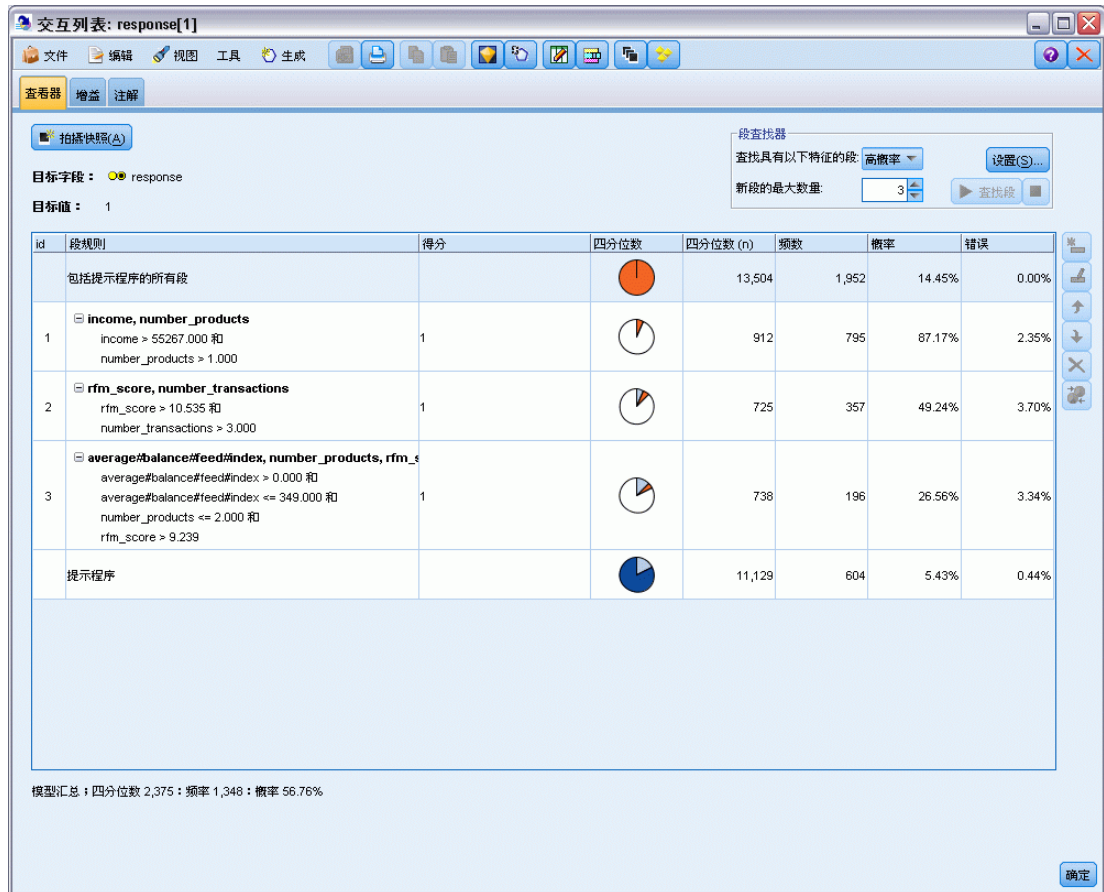 交互列表: response[1]
文件 编辑 视图 工具 生成
查看器 增益 注解
拍摄快照(A)
目标字段： response
目标值： 1
段查找器
查找具有以下特征的段: 高概率 设置(S)...
新段的最大数量: 3 查找段
id 段规则 得分 四分位数 四分位数 (n) 频数 概率 错误
包括提示程序的所有段 13,504 1,952 14.45% 0.00%
income, number_products
income > 55267.000 和
1 1 912 795 87.17% 2.35%
number_products > 1.000
rfm_score, number_transactions
rfm_score > 10.535 和
2 1 725 357 49.24% 3.70%
number_transactions > 3.000
average#balance#feed#index, number_products, rfm_s
average#balance#feed#index > 0.000 和
average#balance#feed#index <= 349.000 和
3 1 738 196 26.56% 3.34%
number_products <= 2.000 和
rfm_score > 9.239
提示程序 11,129 604 5.43% 0.44%
模型汇总；四分位数 2,375：频率 1,348：概率 56.76%
确定